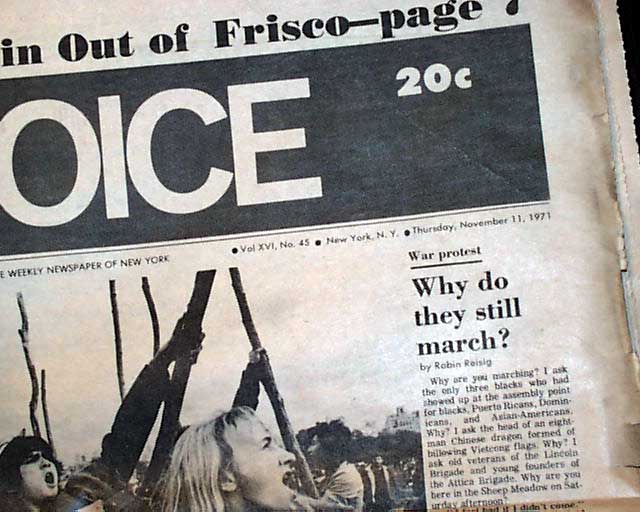 in Out of Frisco—page 7
OICE
20c
E WEEKLY NEWSPAPER OF NEW YORK
● Vol XVI, No. 45 ● New York, N. Y. ● Thursday, November 11, 1971
War protest
Why do
they still
march?
by Robin Reisig
Why are you marching? I ask
the only three blacks who had
showed up at the assembly point
for blacks, Puerto Ricans, Domin-
icans, and Asian-Americans.
Why? I ask the head of an eight-
man Chinese dragon formed of
billowing Vietcong flags. Why? I
ask old veterans of the Lincoln
Brigade and young founders of
the Attica Brigade. Why are you
here in the Sheep Meadow on Sat-
urday afternoon?
feel bad if I didn't come."